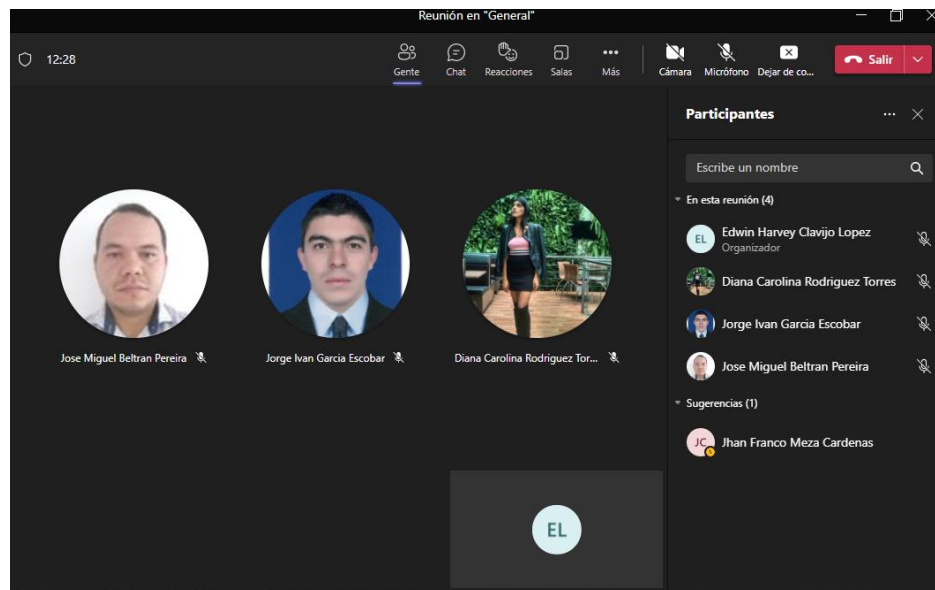 Reunión en "General"
12:28
Gente
Chat
Reacciones
Salas
Más
Cámara
Micrófono
Dejar de co...
Salir
Participantes
Escribe un nombre
En esta reunión (4)
EL
Edwin Harvey Clavijo Lopez
Organizador
Diana Carolina Rodriguez Torres
Jorge Ivan Garcia Escobar
Jose Miguel Beltran Pereira
Sugerencias (1)
JC
Jhan Franco Meza Cardenas
Jose Miguel Beltran Pereira
Jorge Ivan Garcia Escobar
Diana Carolina Rodriguez Tor...
EL